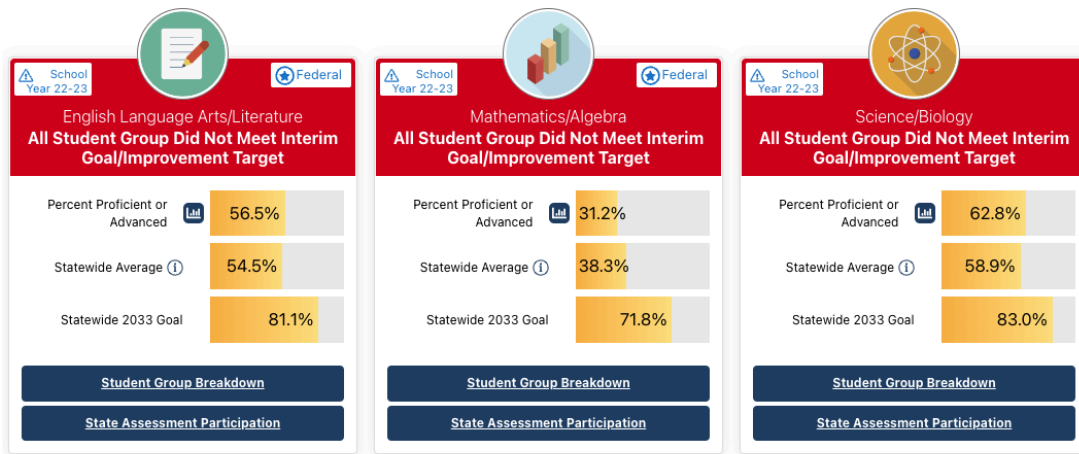 School
Year 22-23
Federal
English Language Arts/Literature
All Student Group Did Not Meet Interim
Goal/Improvement Target
Percent Proficient or
Advanced
56.5%
Statewide Average
54.5%
Statewide 2033 Goal
81.1%
Student Group Breakdown
State Assessment Participation
School
Year 22-23
Federal
Mathematics/Algebra
All Student Group Did Not Meet Interim
Goal/Improvement Target
Percent Proficient or
Advanced
31.2%
Statewide Average
38.3%
Statewide 2033 Goal
71.8%
Student Group Breakdown
State Assessment Participation
School
Year 22-23
Science/Biology
All Student Group Did Not Meet Interim
Goal/Improvement Target
Percent Proficient or
Advanced
62.8%
Statewide Average
58.9%
Statewide 2033 Goal
83.0%
Student Group Breakdown
State Assessment Participation